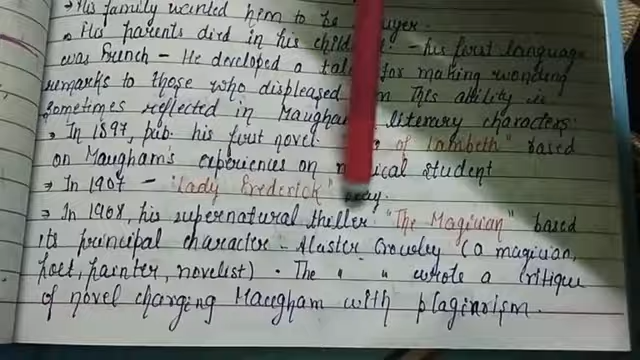 → His family wanted him to be yer.
→ His parents died in his child - his first language
was french - He developed a tal for making wonding
remarks to those who displeased m This ability is
sometimes reflected in Maugha literary characters.
→ In 1897, pub. his first novel of Lambeth" based
on Maugham's experiences on m ical student
→ In 1907 - "Lady Frederick"
→ In 1908, his supernatural thriller "The Magician" based
its principal character - Alaster Crowley (a magician,
poet, painter, novelist). The " " wrote a critique
of novel charging Maugham with plagiarism.